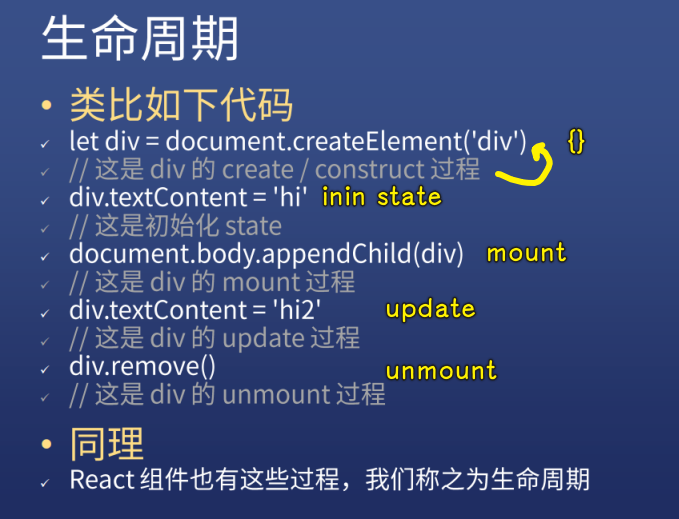 生命周期
• 类比如下代码
✓ let div = document.createElement('div') {}
✓ // 这是 div 的 create / construct 过程
✓ div.textContent = 'hi' inin state
✓ // 这是初始化 state
✓ document.body.appendChild(div) mount
✓ // 这是 div 的 mount 过程
✓ div.textContent = 'hi2' update
✓ // 这是 div 的 update 过程
✓ div.remove() unmount
✓ // 这是 div 的 unmount 过程
• 同理
✓ React 组件也有这些过程，我们称之为生命周期